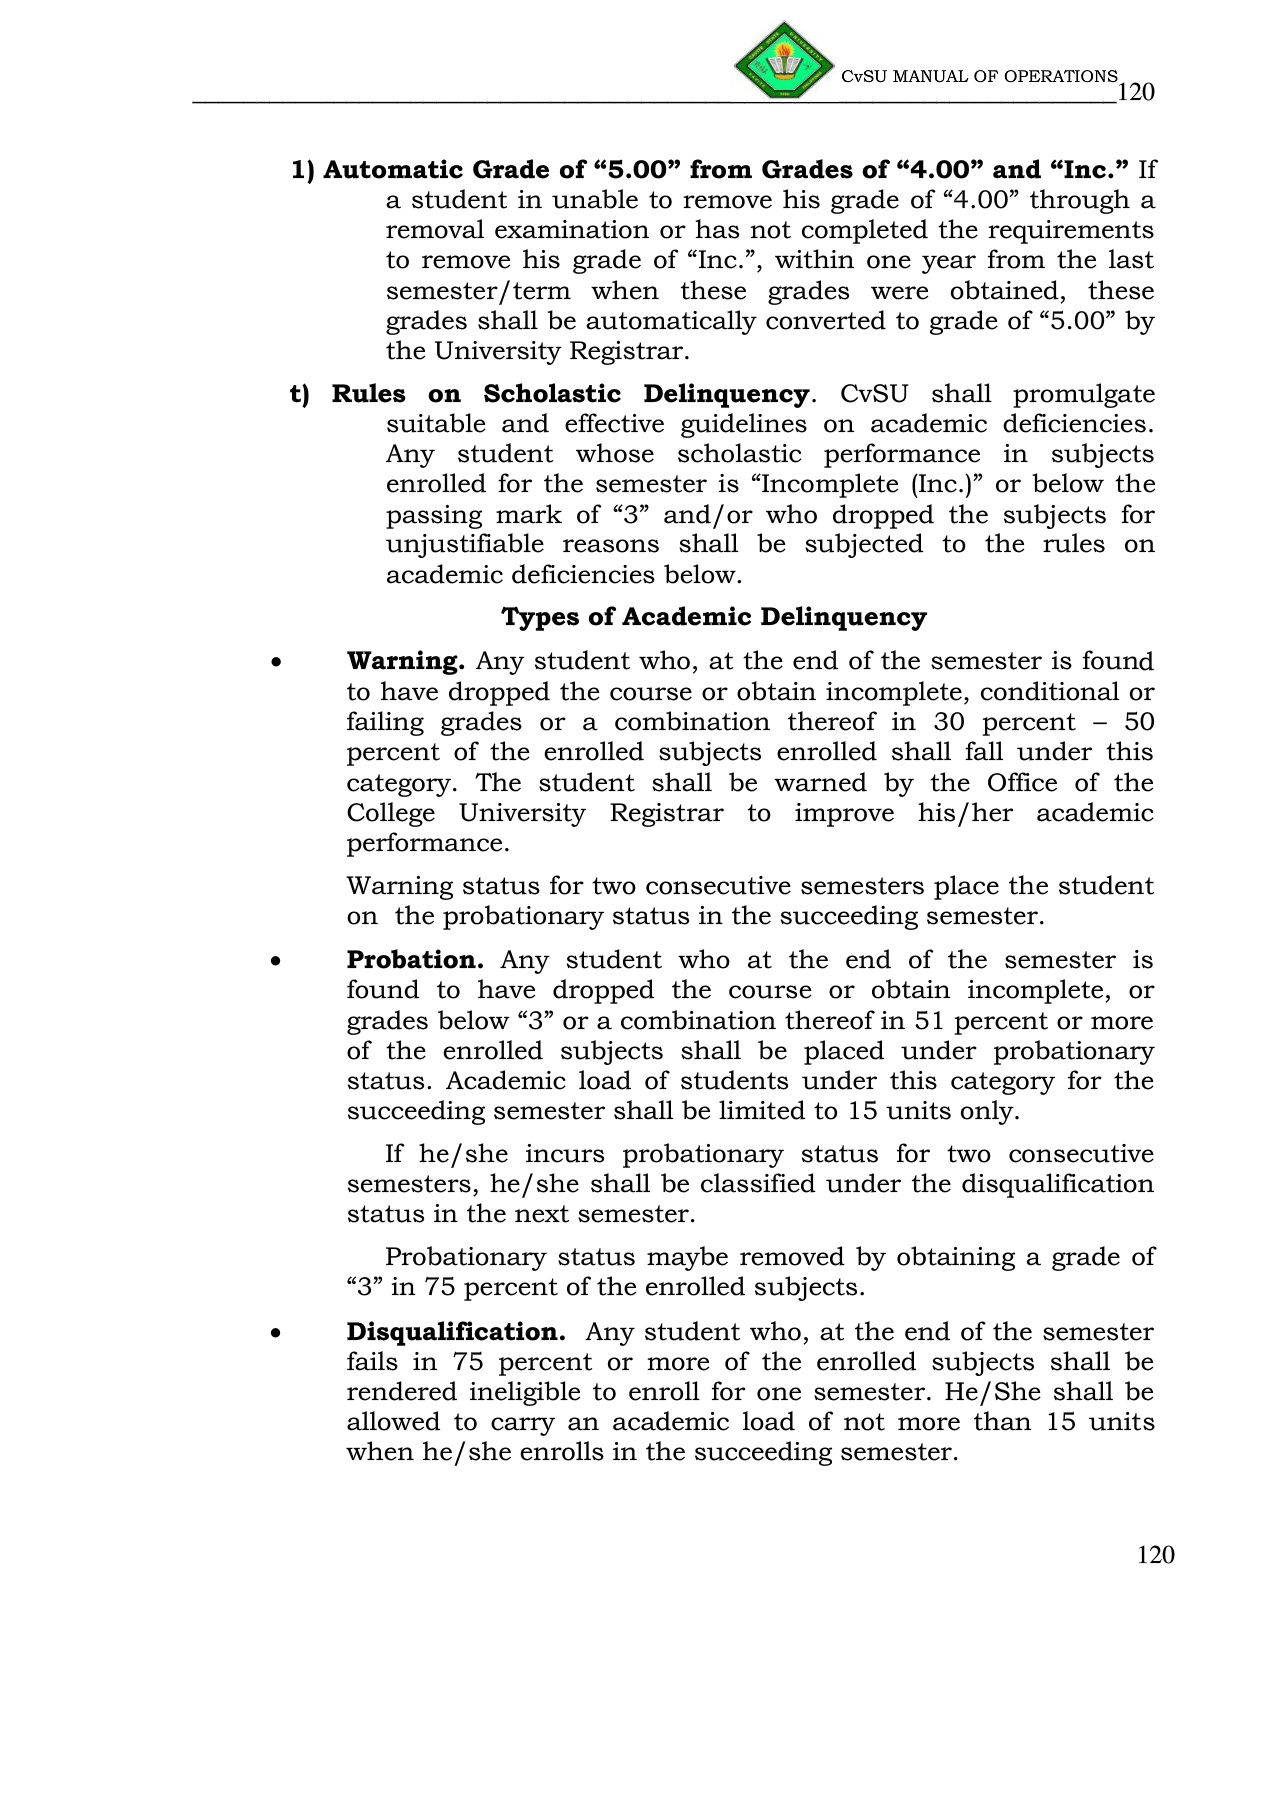 CvSU MANUAL OF OPERATIONS
120
1) Automatic Grade of “5.00” from Grades of “4.00” and “Inc.” If
a student in unable to remove his grade of “4.00” through a
removal examination or has not completed the requirements
to remove his grade of “Inc.”, within one year from the last
semester/term when these grades were obtained, these
grades shall be automatically converted to grade of “5.00” by
the University Registrar.
t) Rules on Scholastic Delinquency. CvSU shall promulgate
suitable and effective guidelines on academic deficiencies.
Any student whose scholastic performance in subjects
enrolled for the semester is “Incomplete (Inc.)” or below the
passing mark of “3” and/or who dropped the subjects for
unjustifiable reasons shall be subjected to the rules on
academic deficiencies below.
Types of Academic Delinquency
• Warning. Any student who, at the end of the semester is found
to have dropped the course or obtain incomplete, conditional or
failing grades or a combination thereof in 30 percent – 50
percent of the enrolled subjects enrolled shall fall under this
category. The student shall be warned by the Office of the
College University Registrar to improve his/her academic
performance.
Warning status for two consecutive semesters place the student
on the probationary status in the succeeding semester.
• Probation. Any student who at the end of the semester is
found to have dropped the course or obtain incomplete, or
grades below “3” or a combination thereof in 51 percent or more
of the enrolled subjects shall be placed under probationary
status. Academic load of students under this category for the
succeeding semester shall be limited to 15 units only.
If he/she incurs probationary status for two consecutive
semesters, he/she shall be classified under the disqualification
status in the next semester.
Probationary status maybe removed by obtaining a grade of
“3” in 75 percent of the enrolled subjects.
• Disqualification. Any student who, at the end of the semester
fails in 75 percent or more of the enrolled subjects shall be
rendered ineligible to enroll for one semester. He/She shall be
allowed to carry an academic load of not more than 15 units
when he/she enrolls in the succeeding semester.
120